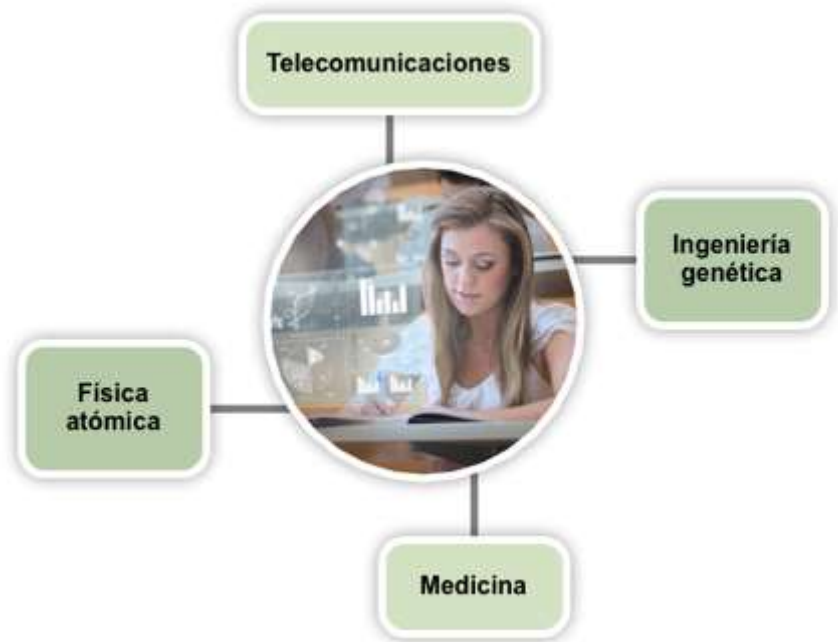 Telecomunicaciones
Ingeniería
genética
Física
atómica
Medicina